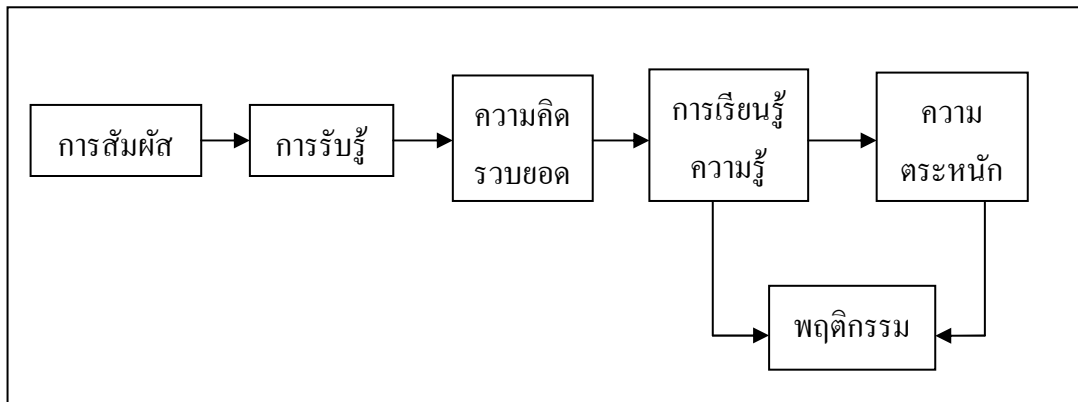 การสัมผัส
การรับรู้
ความคิด
รวบยอด
การเรียนรู้
ความรู้
ความ
ตระหนัก
พฤติกรรม